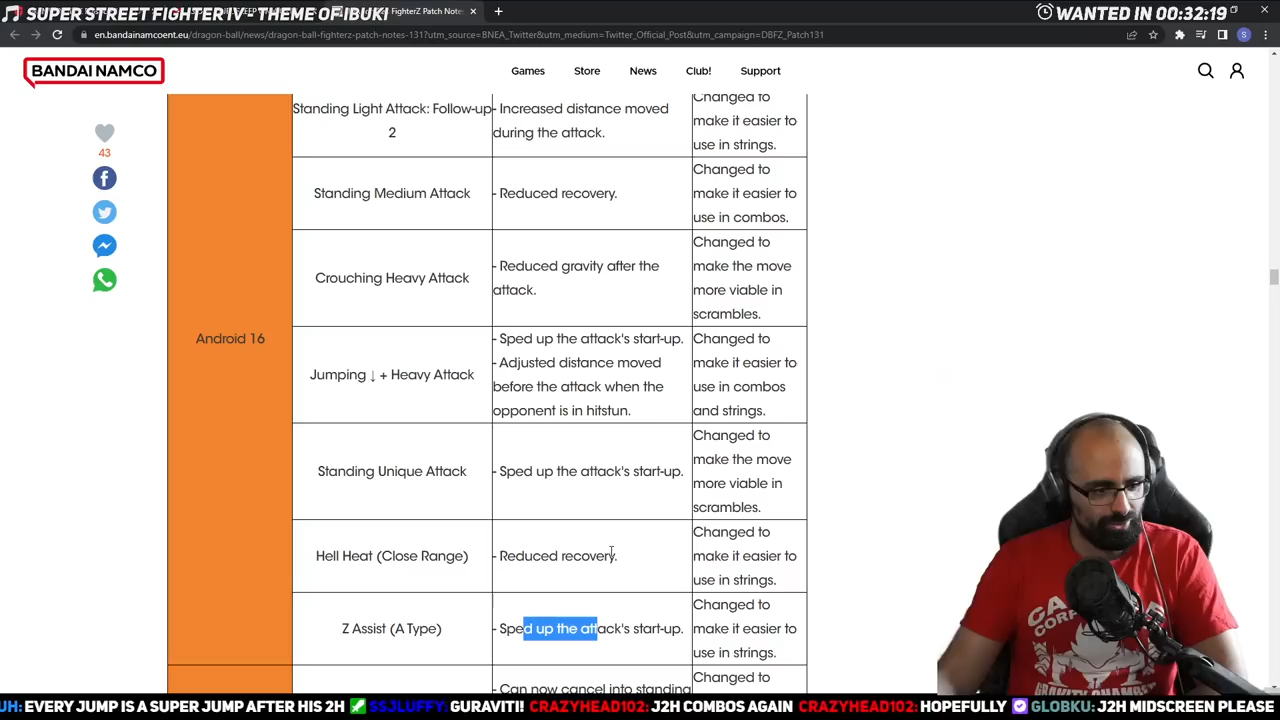 SUPER STREET FIGHTER IV - THEME OF IBUKI
FighterZ Patch Note
WANTED IN 00:32:19
en.bandainamcoent.eu/dragon-ball/news/dragon-ball-fighterz-patch-notes-131?utm_source=BNEA_Twitter&utm_medium=Twitter_Official_Post&utm_campaign=DBFZ_Patch131
S
BANDAI NAMCO
Games
Store
News
Club!
Support
43
Android 16
Standing Light Attack: Follow-up
2
- Increased distance moved
during the attack.
Changed to
make it easier to
use in strings.
Standing Medium Attack
- Reduced recovery.
Changed to
make it easier to
use in combos.
Crouching Heavy Attack
- Reduced gravity after the
attack.
Changed to
make the move
more viable in
scrambles.
Jumping ↓ + Heavy Attack
- Sped up the attack's start-up.
- Adjusted distance moved
before the attack when the
opponent is in hitstun.
Changed to
make it easier to
use in combos
and strings.
Standing Unique Attack
- Sped up the attack's start-up.
Changed to
make the move
more viable in
scrambles.
Hell Heat (Close Range)
- Reduced recovery.
Changed to
make it easier to
use in strings.
Z Assist (A Type)
- Sped up the attack's start-up.
Changed to
make it easier to
use in strings.
- Can now cancel into standing
Changed to
UH: EVERY JUMP IS A SUPER JUMP AFTER HIS 2H SSJLUFFY: GURAVITI! CRAZYHEAD102: J2H COMBOS AGAIN CRAZYHEAD102: HOPEFULLY GLOBKU: J2H MIDSCREEN PLEASE